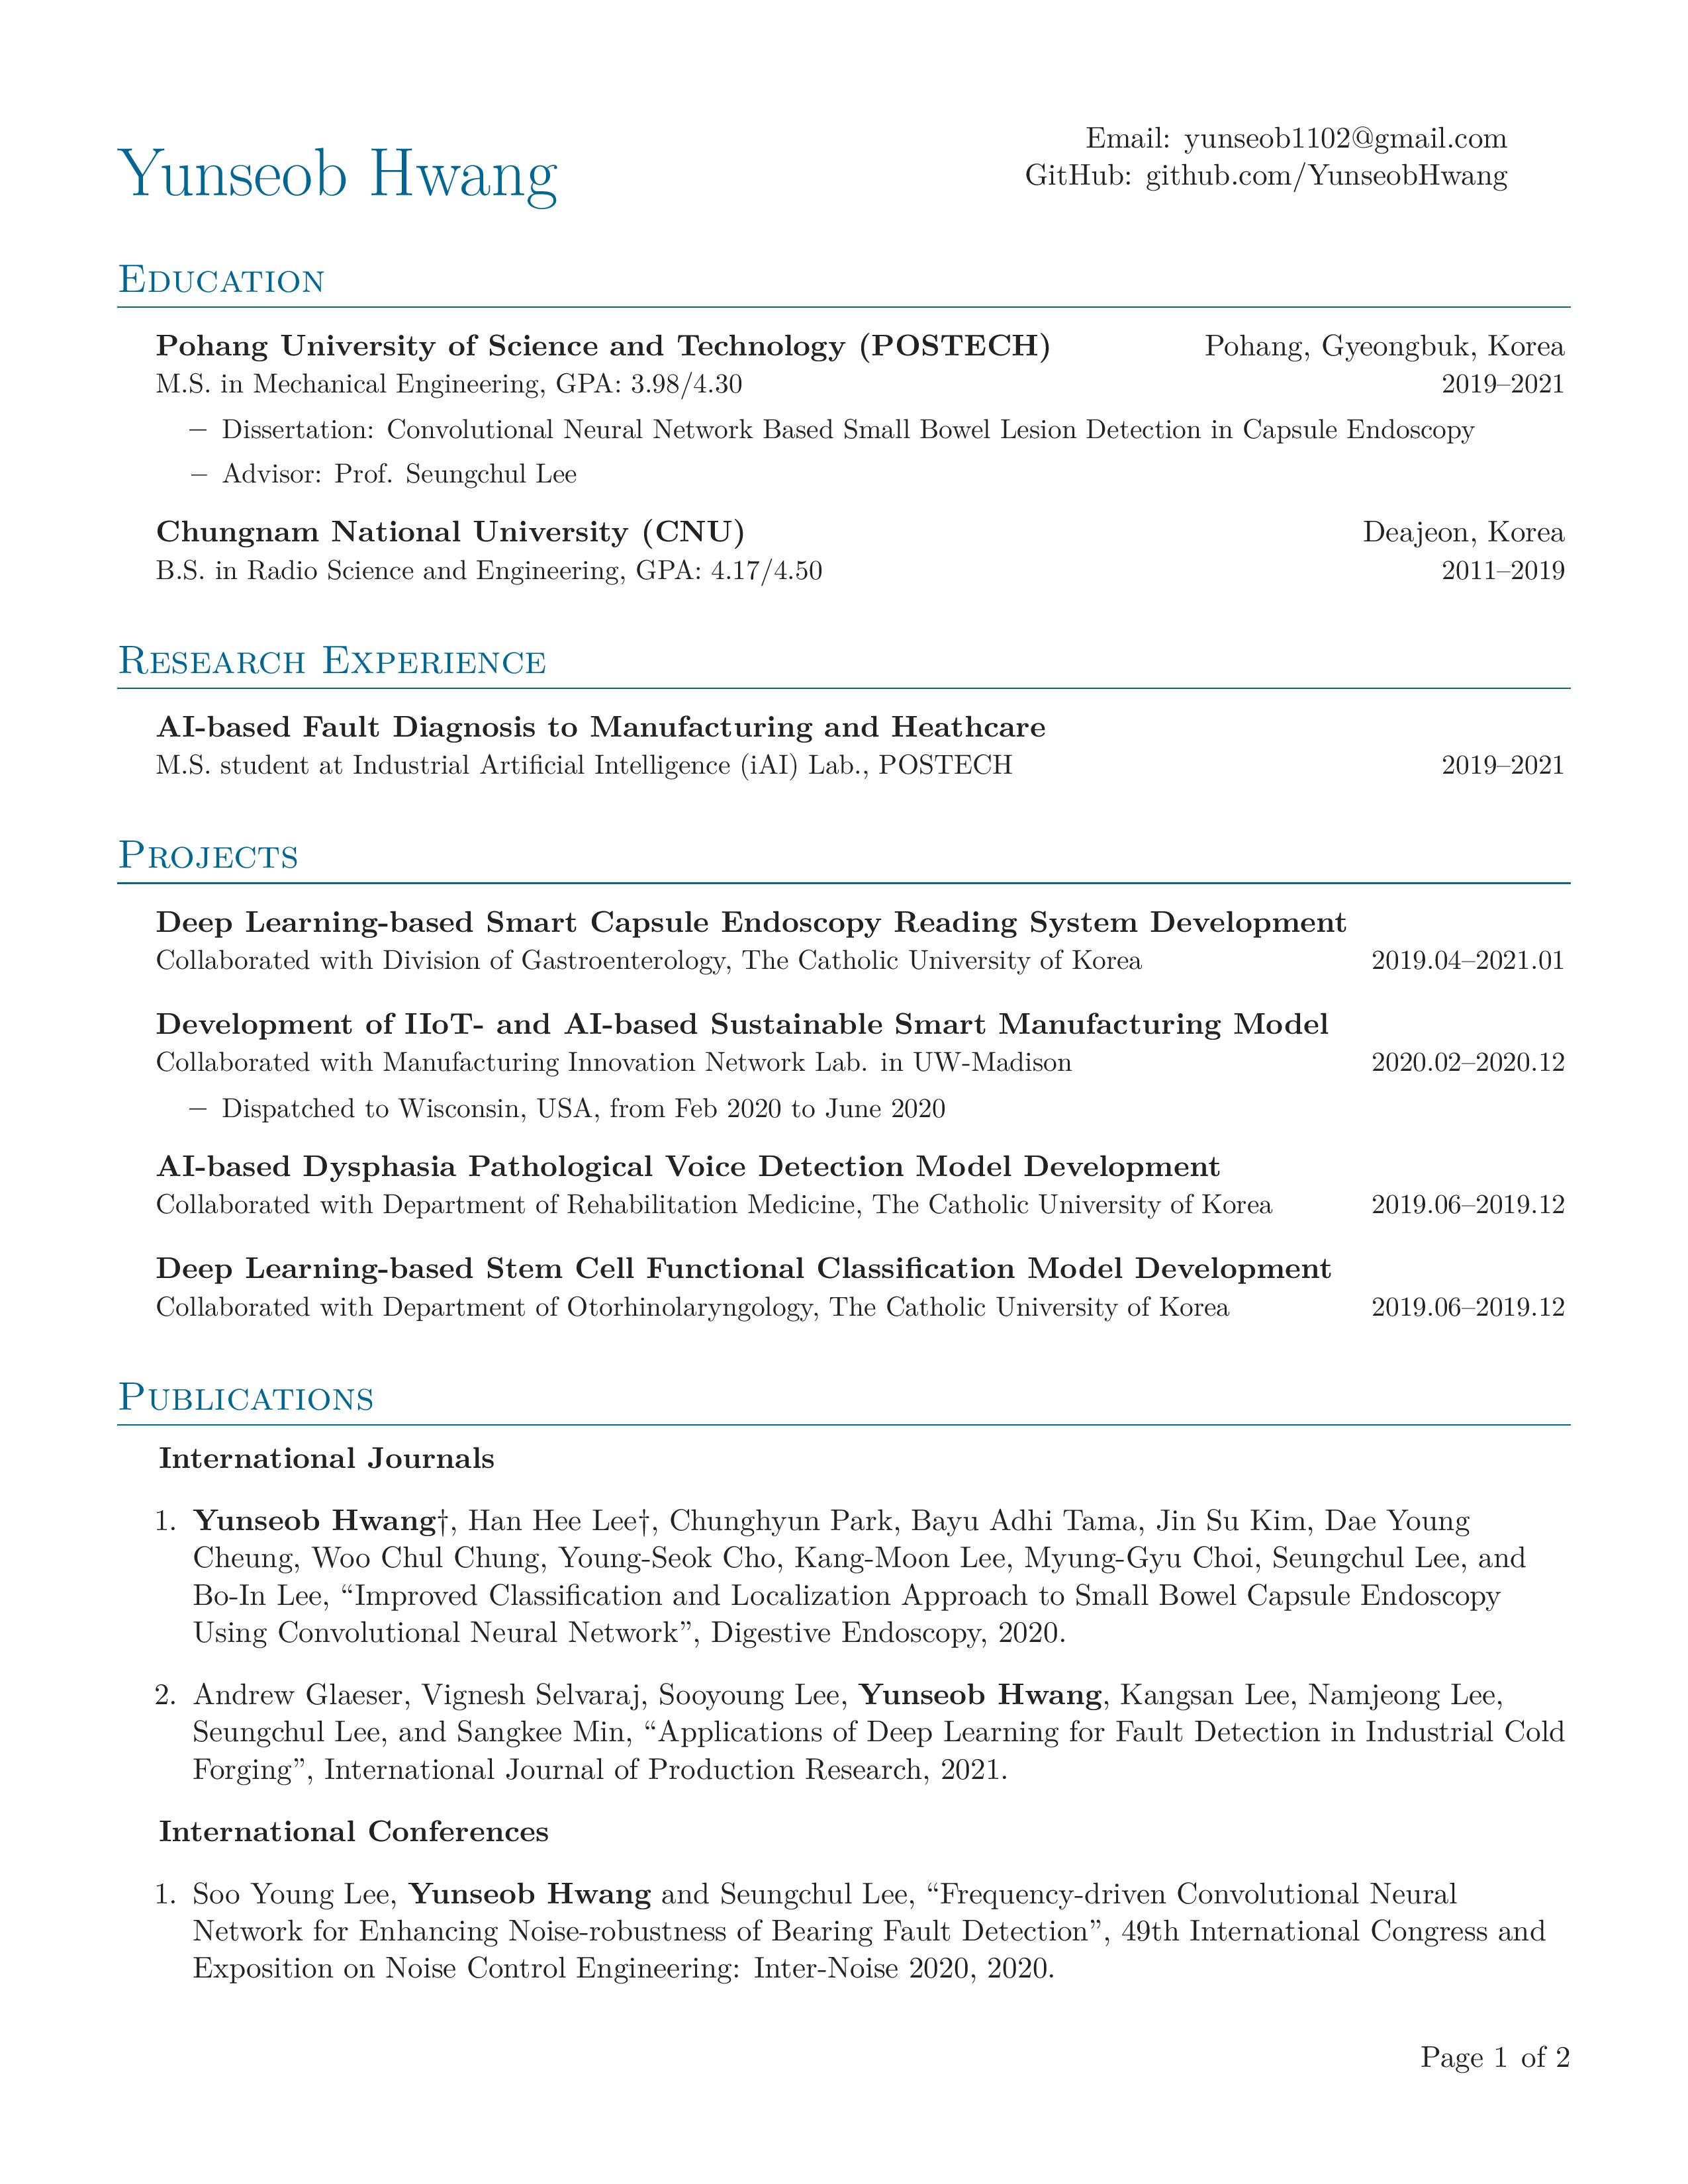 Yunseob Hwang
Email: yunseob1102@gmail.com
GitHub: github.com/YunseobHwang
Education
Pohang University of Science and Technology (POSTECH) Pohang, Gyeongbuk, Korea
M.S. in Mechanical Engineering, GPA: 3.98/4.30 2019–2021
– Dissertation: Convolutional Neural Network Based Small Bowel Lesion Detection in Capsule Endoscopy
– Advisor: Prof. Seungchul Lee
Chungnam National University (CNU) Deajeon, Korea
B.S. in Radio Science and Engineering, GPA: 4.17/4.50 2011–2019
Research Experience
AI-based Fault Diagnosis to Manufacturing and Heathcare
M.S. student at Industrial Artificial Intelligence (iAI) Lab., POSTECH 2019–2021
Projects
Deep Learning-based Smart Capsule Endoscopy Reading System Development
Collaborated with Division of Gastroenterology, The Catholic University of Korea 2019.04–2021.01
Development of IIoT- and AI-based Sustainable Smart Manufacturing Model
Collaborated with Manufacturing Innovation Network Lab. in UW-Madison 2020.02–2020.12
– Dispatched to Wisconsin, USA, from Feb 2020 to June 2020
AI-based Dysphasia Pathological Voice Detection Model Development
Collaborated with Department of Rehabilitation Medicine, The Catholic University of Korea 2019.06–2019.12
Deep Learning-based Stem Cell Functional Classification Model Development
Collaborated with Department of Otorhinolaryngology, The Catholic University of Korea 2019.06–2019.12
Publications
International Journals
1. Yunseob Hwang†, Han Hee Lee†, Chunghyun Park, Bayu Adhi Tama, Jin Su Kim, Dae Young
Cheung, Woo Chul Chung, Young-Seok Cho, Kang-Moon Lee, Myung-Gyu Choi, Seungchul Lee, and
Bo-In Lee, “Improved Classification and Localization Approach to Small Bowel Capsule Endoscopy
Using Convolutional Neural Network”, Digestive Endoscopy, 2020.
2. Andrew Glaeser, Vignesh Selvaraj, Sooyoung Lee, Yunseob Hwang, Kangsan Lee, Namjeong Lee,
Seungchul Lee, and Sangkee Min, “Applications of Deep Learning for Fault Detection in Industrial Cold
Forging”, International Journal of Production Research, 2021.
International Conferences
1. Soo Young Lee, Yunseob Hwang and Seungchul Lee, “Frequency-driven Convolutional Neural
Network for Enhancing Noise-robustness of Bearing Fault Detection”, 49th International Congress and
Exposition on Noise Control Engineering: Inter-Noise 2020, 2020.
Page 1 of 2